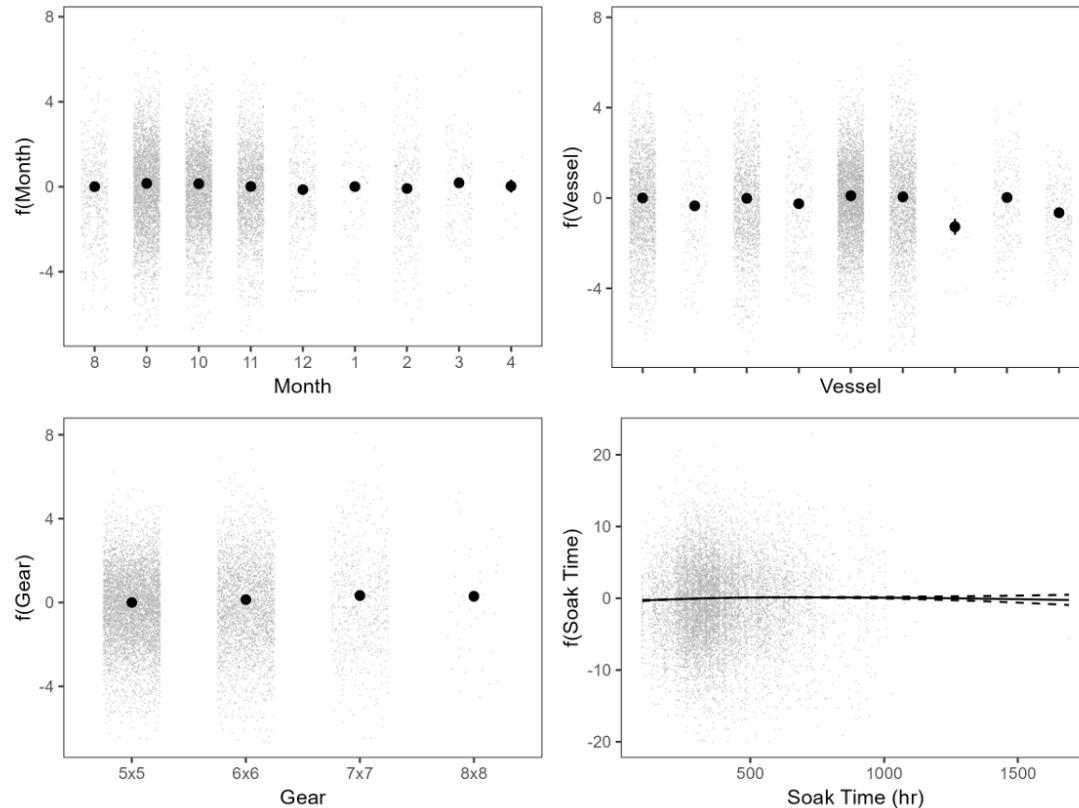 8
4
0
-4
f(Month)
8 9 10 11 12 1 2 3 4
Month
8
4
0
-4
f(Vessel)
Vessel
8
4
0
-4
f(Gear)
5x5 6x6 7x7 8x8
Gear
20
10
0
-10
-20
f(Soak Time)
500 1000 1500
Soak Time (hr)